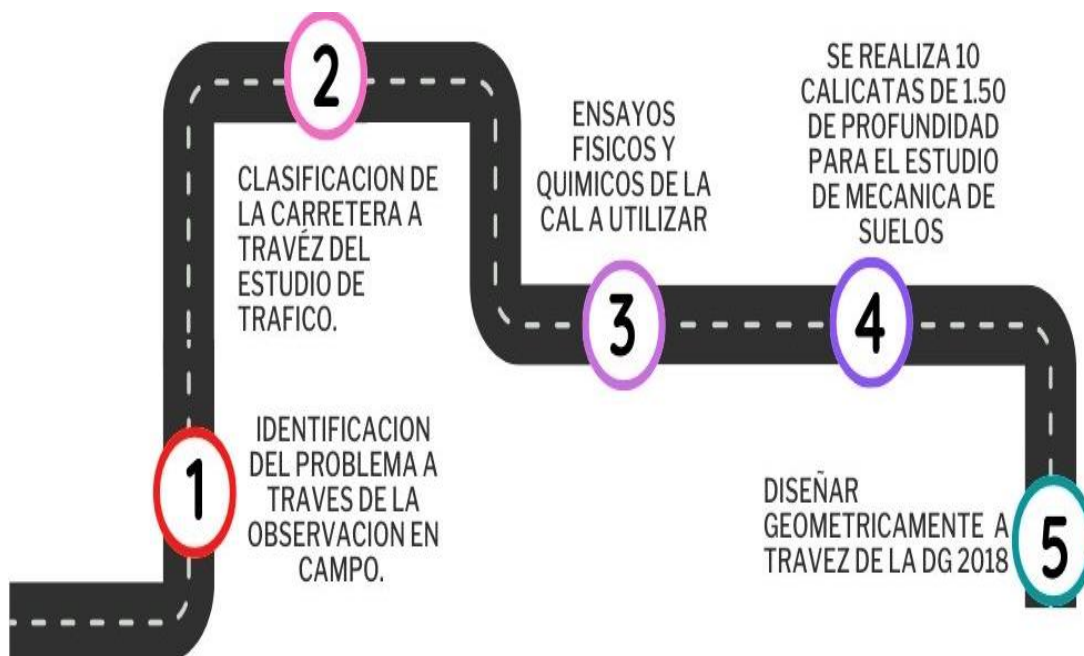 1
IDENTIFICACION
DEL PROBLEMA A
TRAVES DE LA
OBSERVACION EN
CAMPO.
2
CLASIFICACION DE
LA CARRETERA A
TRAVÉZ DEL
ESTUDIO DE
TRAFICO.
3
ENSAYOS
FISICOS Y
QUIMICOS DE LA
CAL A UTILIZAR
4
SE REALIZA 10
CALICATAS DE 1.50
DE PROFUNDIDAD
PARA EL ESTUDIO
DE MECANICA DE
SUELOS
5
DISEÑAR
GEOMETRICAMENTE A
TRAVEZ DE LA DG 2018